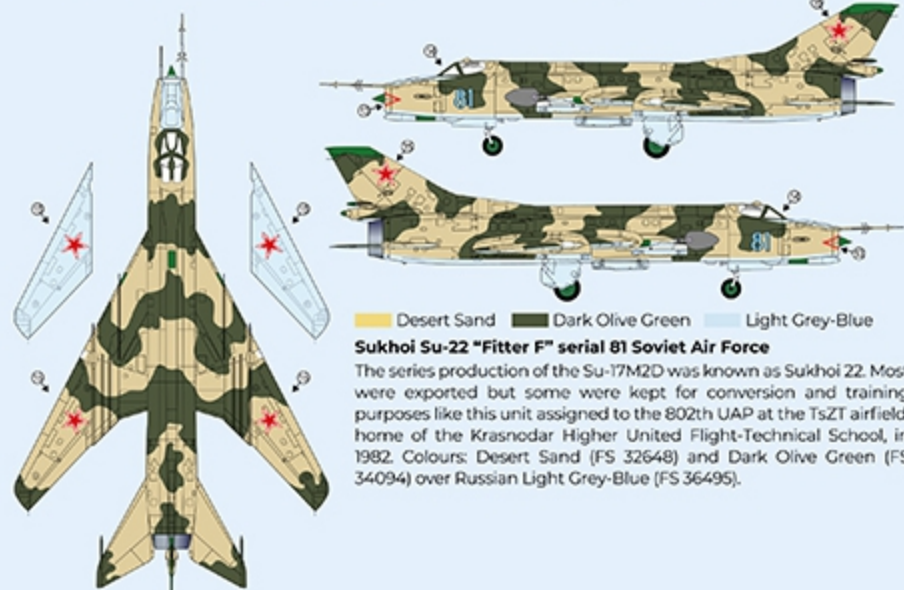 81
81
Desert Sand Dark Olive Green Light Grey-Blue
Sukhoi Su-22 "Fitter F" serial 81 Soviet Air Force
The series production of the Su-17M2D was known as Sukhoi 22. Most
were exported but some were kept for conversion and training
purposes like this unit assigned to the 802th UAP at the TsZT airfield
home of the Krasnodar Higher United Flight-Technical School, in
1982. Colours: Desert Sand (FS 32648) and Dark Olive Green (FS
34094) over Russian Light Grey-Blue (FS 36495).